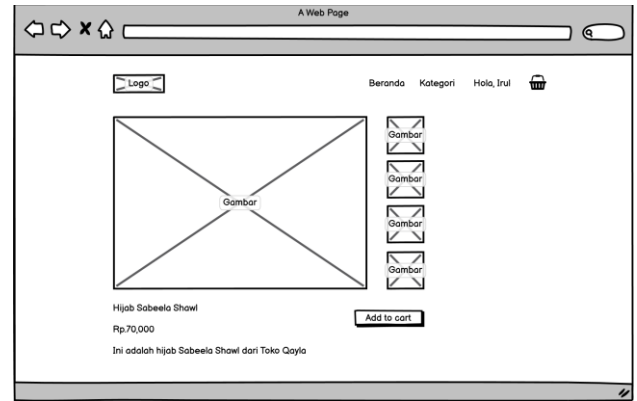 A Web Page
Logo
Beranda Kategori Hola, Irul
Gambar
Gambar
Gambar
Gambar
Gambar
Hijab Sabeela Shawl
Rp.70,000
Add to cart
Ini adalah hijab Sabeela Shawl dari Toko Qayla